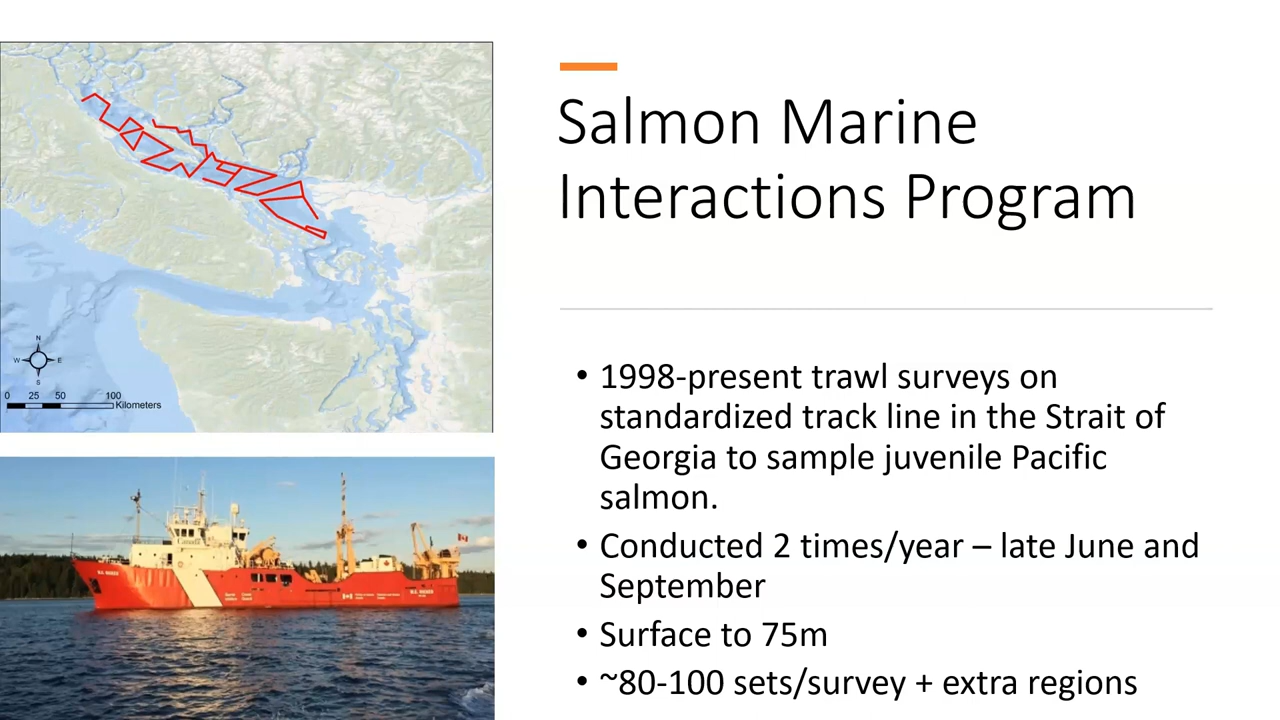 Salmon Marine
Interactions Program
• 1998-present trawl surveys on
standardized track line in the Strait of
Georgia to sample juvenile Pacific
salmon.
• Conducted 2 times/year – late June and
September
• Surface to 75m
• ~80-100 sets/survey + extra regions
N
W E
S
0 25 50 100
Kilometers
Canada